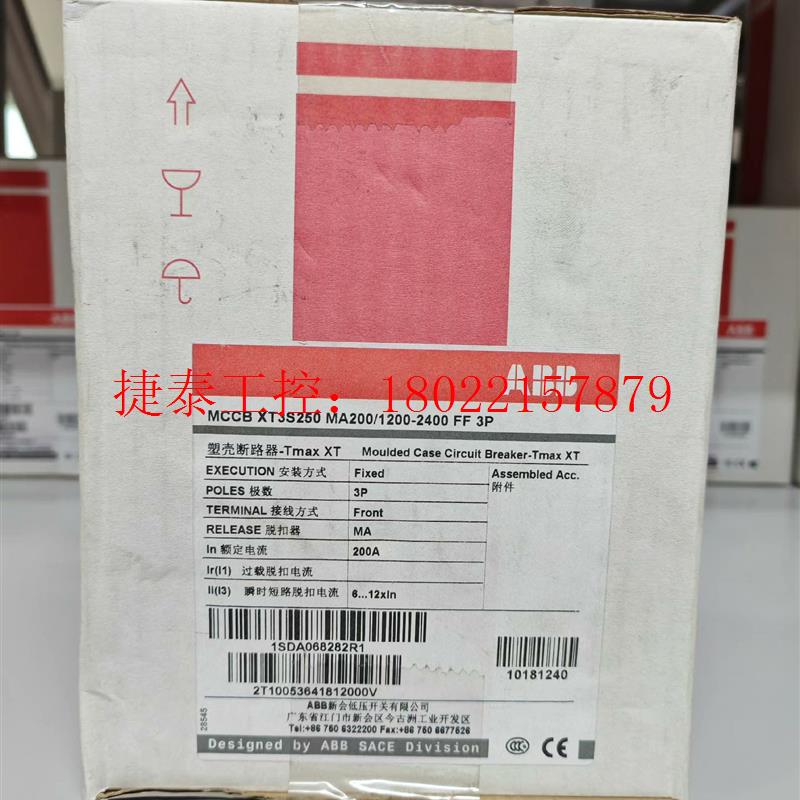 ABB
捷泰工控：18022157879
MCCB XT3S250 MA200/1200-2400 FF 3P
塑壳断路器-Tmax XT Moulded Case Circuit Breaker-Tmax XT
EXECUTION 安装方式 Fixed Assembled Acc.
附件
POLES 极数 3P
TERMINAL 接线方式 Front
RELEASE 脱扣器 MA
In 额定电流 200A
Ir(I1) 过载脱扣电流
Ii(I3) 瞬时短路脱扣电流 6...12xIn
1SDA068282R1
10181240
2T10053641812000V
28545
ABB新会低压开关有限公司
广东省江门市新会区今古洲工业开发区
Tel:+86 750 6322200 Fax:+86 750 6677526
Designed by ABB SACE Division
CCC CE
ABB
ABB